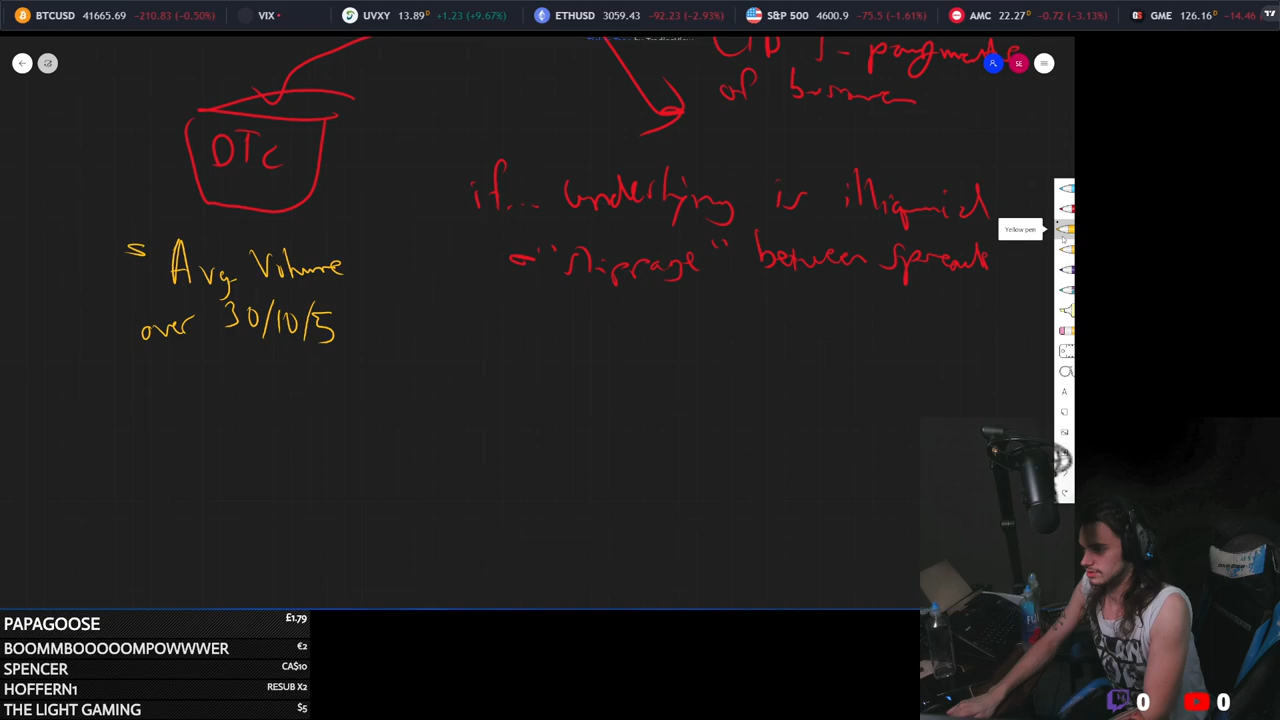 BTCUSD 41665.69 -210.83 (-0.50%) VIX UVXY 13.89 D +1.23 (+9.67%) ETHUSD 3059.43 -92.23 (-2.93%) S&P 500 4600.9 -75.5 (-1.61%) AMC 22.27 D -0.72 (-3.13%) GME 126.16 D -14.46
SE
- payments
of
DTC
if... underlying is illiquid
Yellow pen
- "slippage" between spreads
= Avg Volume
over 30/10/5
A
PAPAGOOSE £1.79
BOOMMBOOOOOMPOWWWER €2
SPENCER CA$10
HOFFERN1 RESUB X2
THE LIGHT GAMING $5
0 0